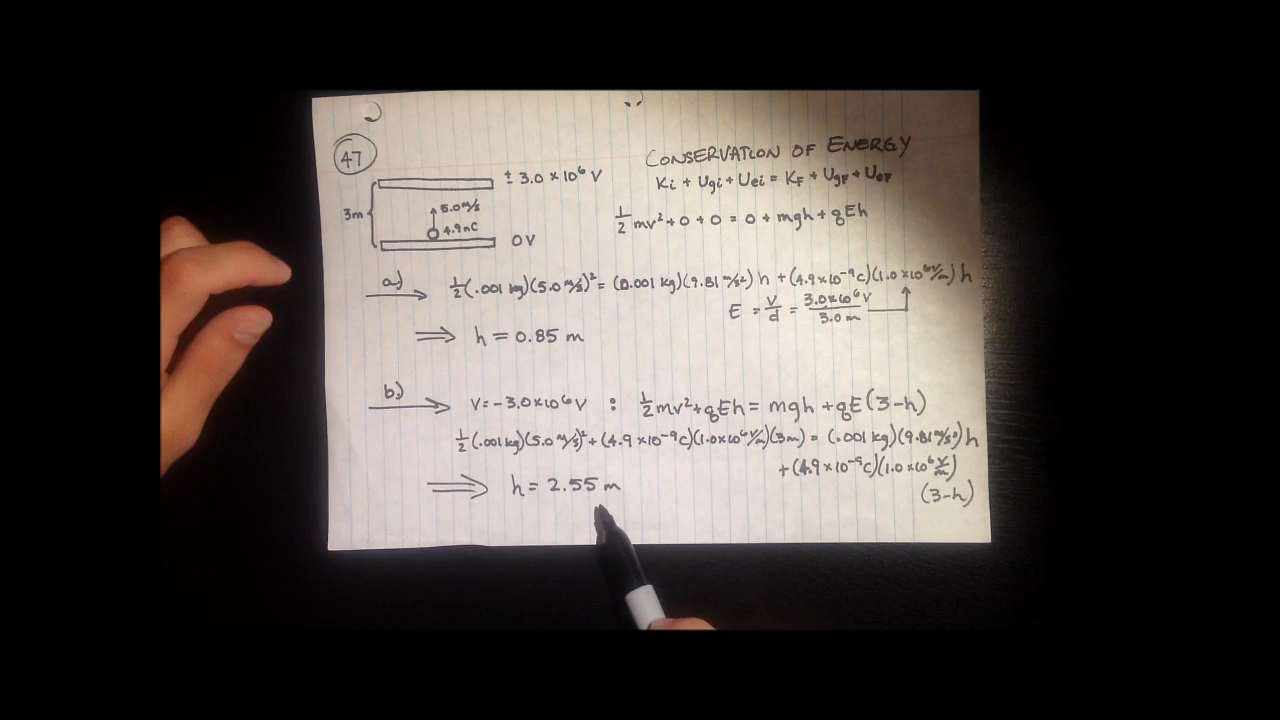 47
± 3.0 × 10⁶ V
3m
5.0 m/s
4.9 nC
0 V
CONSERVATION OF ENERGY
Ki + Ugi + Uei = KF + UgF + UeF
1/2 mv² + 0 + 0 = 0 + mgh + qEh
a.) 1/2 (.001 kg)(5.0 m/s)² = (0.001 kg)(9.81 m/s²) h + (4.9 × 10⁻⁹ C)(1.0 × 10⁶ V/m) h
E = V/d = 3.0 × 10⁶ V / 3.0 m
⇒ h = 0.85 m
b.) V = -3.0 × 10⁶ V : 1/2 mv² + qEh = mgh + qE(3-h)
1/2 (.001 kg)(5.0 m/s)² + (4.9 × 10⁻⁹ C)(1.0 × 10⁶ V/m)(3m) = (.001 kg)(9.81 m/s²) h
+ (4.9 × 10⁻⁹ C)(1.0 × 10⁶ V/m)
(3-h)
⇒ h = 2.55 m